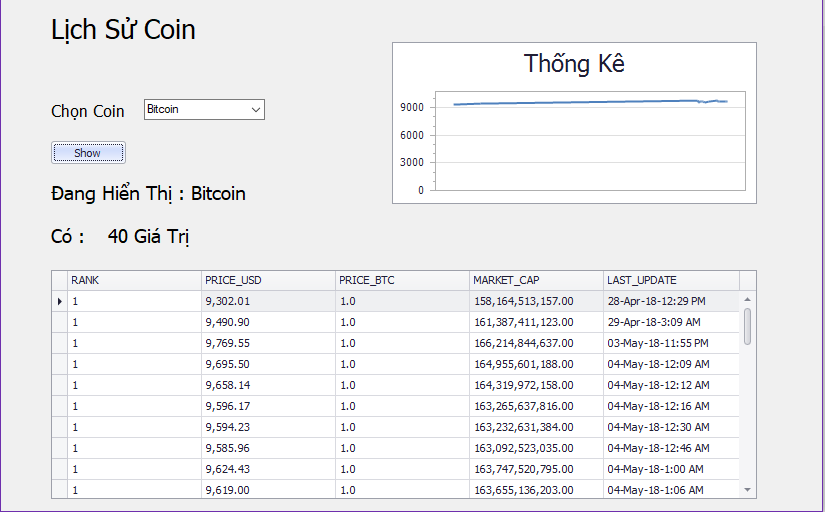 Lịch Sử Coin
Thống Kê
9000
6000
3000
0
Chọn Coin Bitcoin
Show
Đang Hiển Thị : Bitcoin
Có : 40 Giá Trị
RANK PRICE_USD PRICE_BTC MARKET_CAP LAST_UPDATE
1 9,302.01 1.0 158,164,513,157.00 28-Apr-18-12:29 PM
1 9,490.90 1.0 161,387,411,123.00 29-Apr-18-3:09 AM
1 9,769.55 1.0 166,214,844,637.00 03-May-18-11:55 PM
1 9,695.50 1.0 164,955,601,188.00 04-May-18-12:09 AM
1 9,658.14 1.0 164,319,972,158.00 04-May-18-12:12 AM
1 9,596.17 1.0 163,265,637,816.00 04-May-18-12:16 AM
1 9,594.23 1.0 163,232,631,384.00 04-May-18-12:30 AM
1 9,585.96 1.0 163,092,523,035.00 04-May-18-12:46 AM
1 9,624.43 1.0 163,747,520,795.00 04-May-18-1:00 AM
1 9,619.00 1.0 163,655,136,203.00 04-May-18-1:06 AM